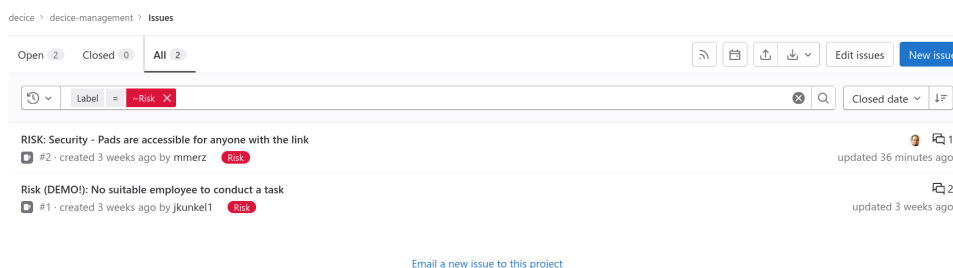 decice > decice-management > Issues
Open 2 Closed 0 All 2 Edit issues New issue
Label = ~Risk Closed date
RISK: Security - Pads are accessible for anyone with the link 1
#2 · created 3 weeks ago by mmerz Risk updated 36 minutes ago
Risk (DEMO!): No suitable employee to conduct a task 2
#1 · created 3 weeks ago by jkunkel1 Risk updated 3 weeks ago
Email a new issue to this project